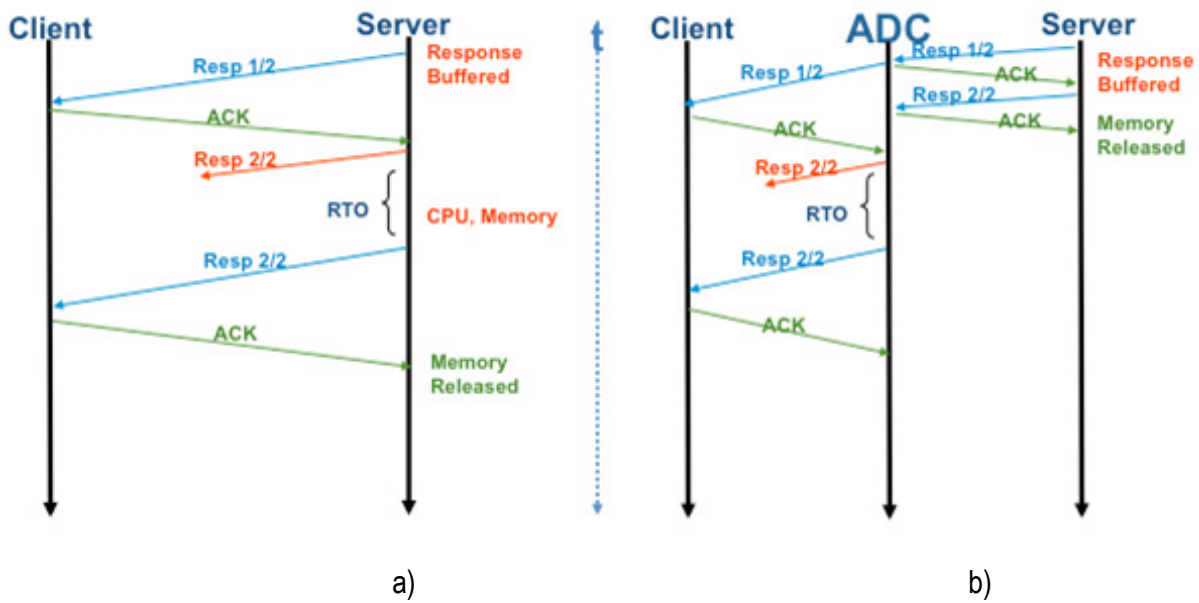 Client
Server
Resp 1/2
Response
Buffered
ACK
Resp 2/2
RTO
CPU, Memory
Resp 2/2
ACK
Memory
Released
t
Client
ADC
Server
Resp 1/2
Resp 1/2
Response
Buffered
ACK
Resp 2/2
ACK
ACK
Memory
Released
Resp 2/2
RTO
Resp 2/2
ACK
a)
b)